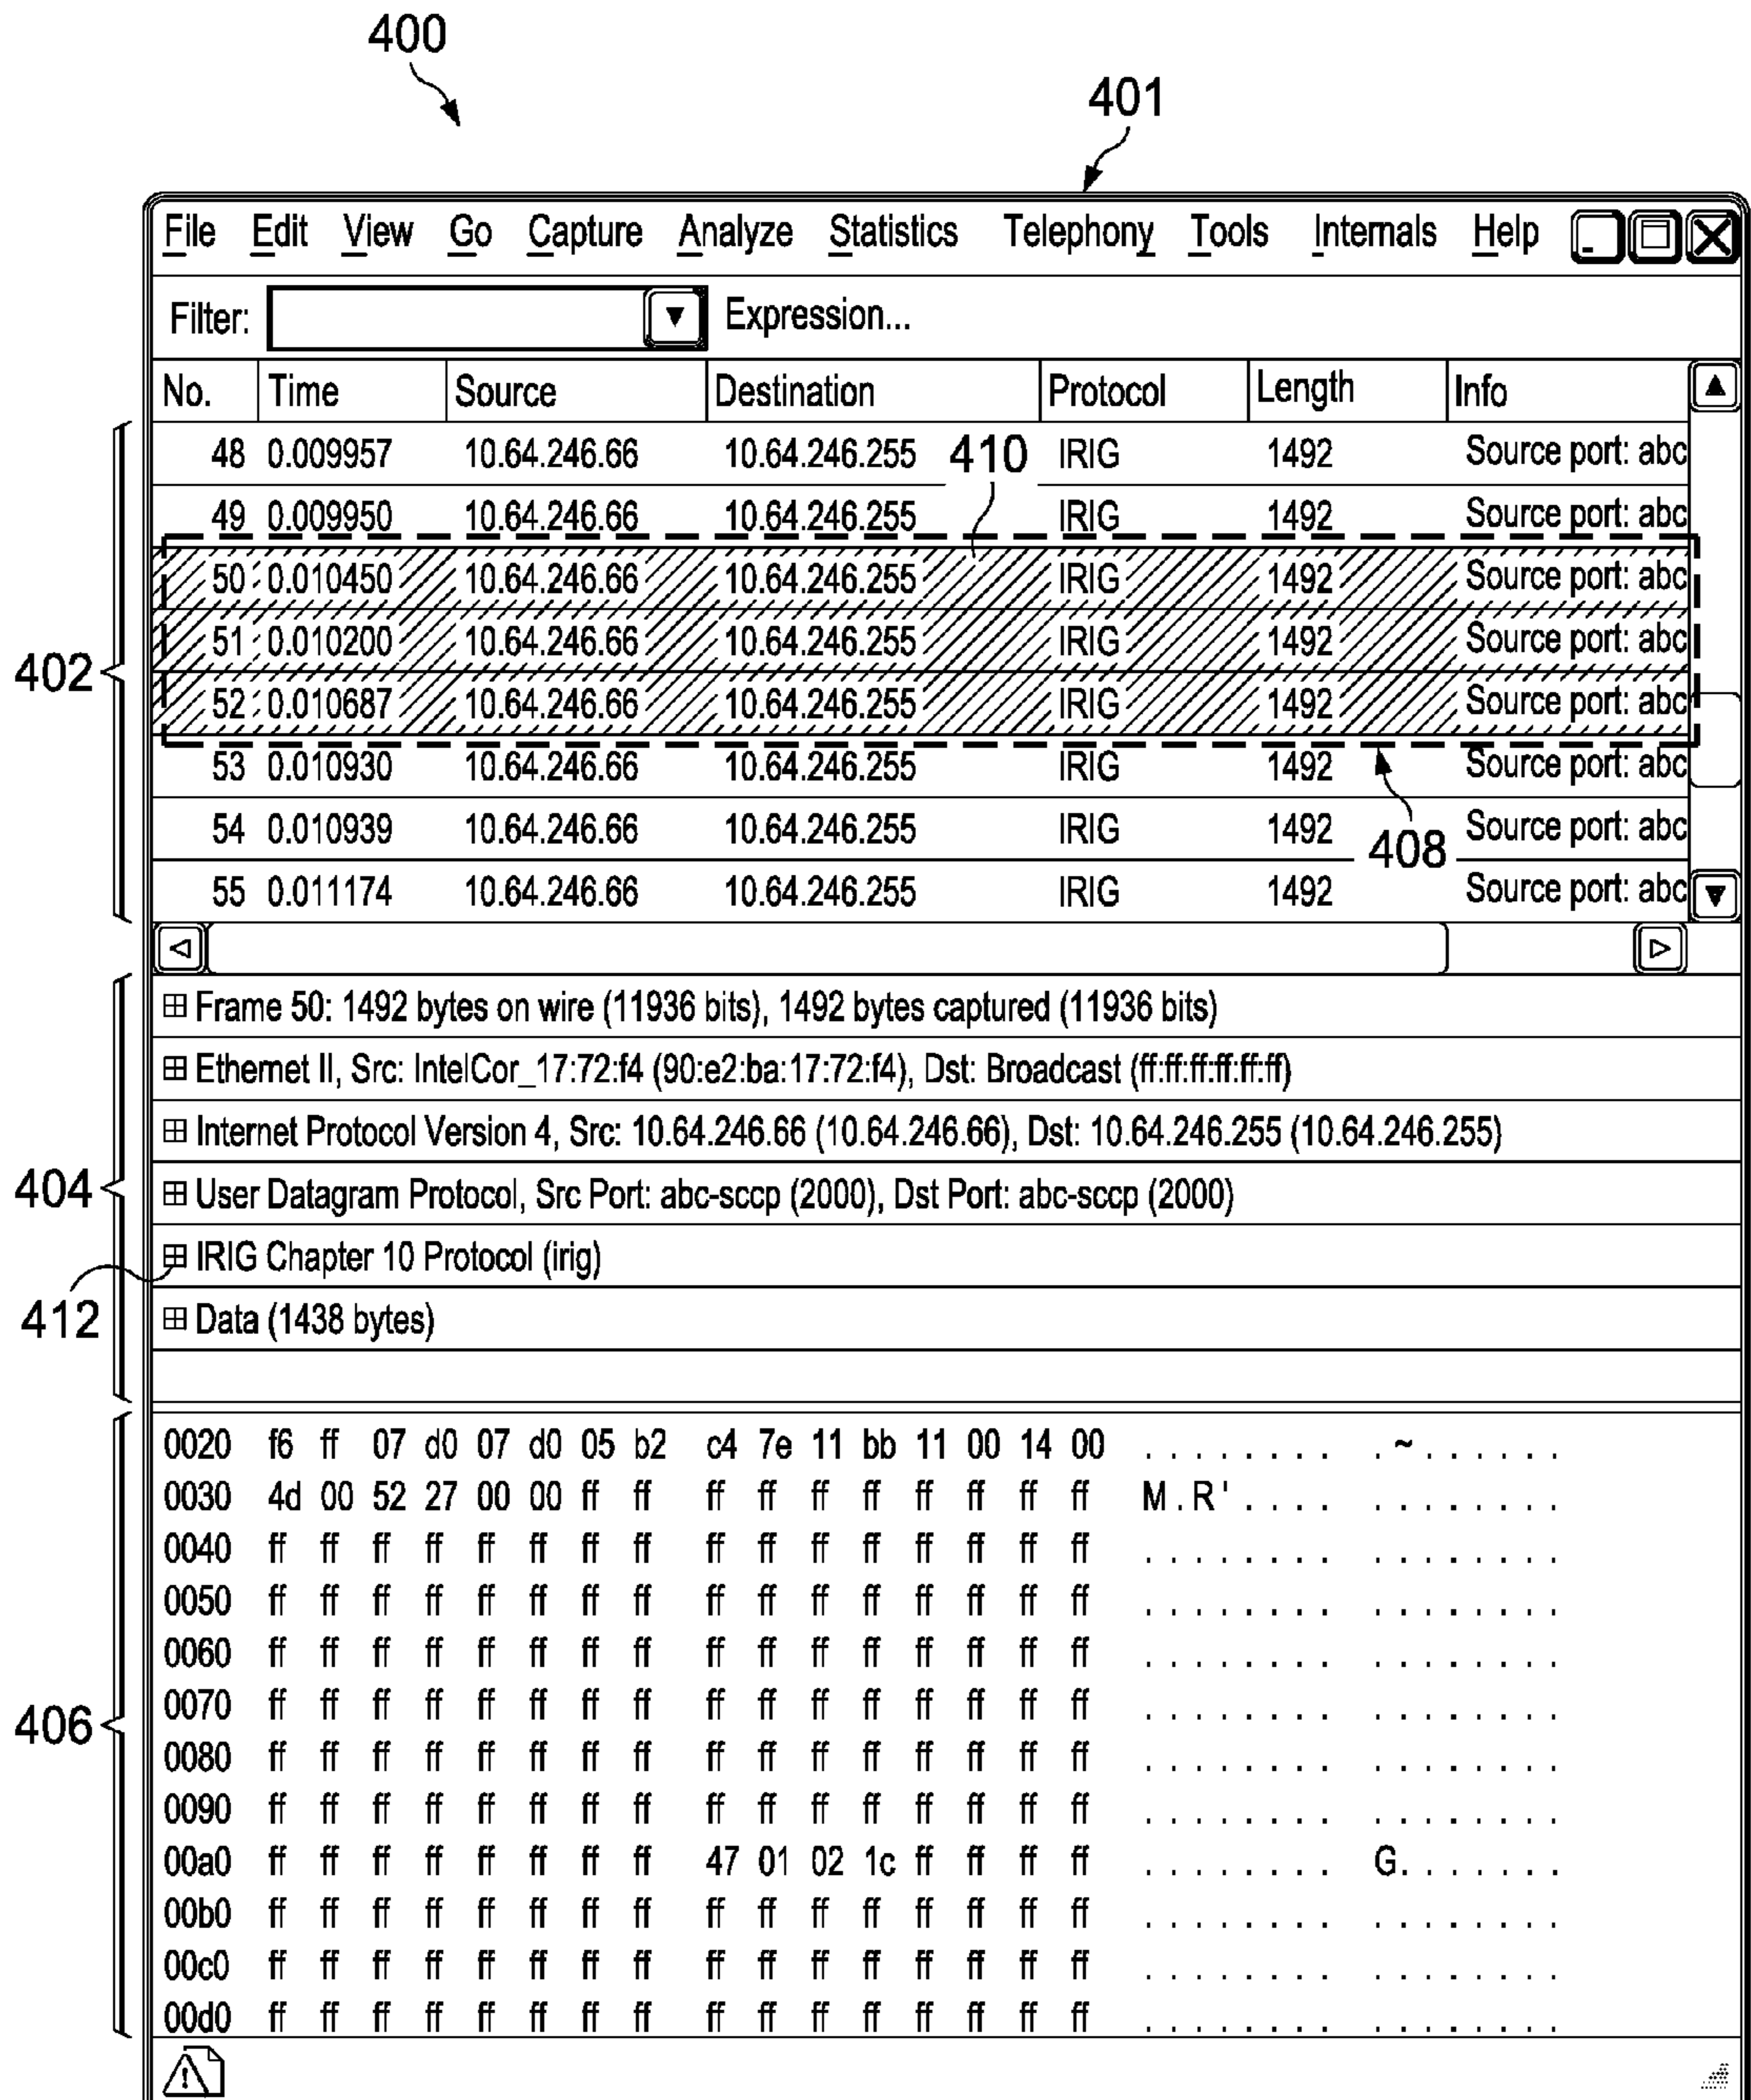 400
401
File Edit View Go Capture Analyze Statistics Telephony Tools Internals Help
Filter: Expression...
No. Time Source Destination Protocol Length Info
48 0.009957 10.64.246.66 10.64.246.255 410 IRIG 1492 Source port: abc
49 0.009950 10.64.246.66 10.64.246.255 IRIG 1492 Source port: abc
50 0.010450 10.64.246.66 10.64.246.255 IRIG 1492 Source port: abc
51 0.010200 10.64.246.66 10.64.246.255 IRIG 1492 Source port: abc
402
52 0.010687 10.64.246.66 10.64.246.255 IRIG 1492 Source port: abc
53 0.010930 10.64.246.66 10.64.246.255 IRIG 1492 Source port: abc
54 0.010939 10.64.246.66 10.64.246.255 IRIG 1492 Source port: abc
408
55 0.011174 10.64.246.66 10.64.246.255 IRIG 1492 Source port: abc
Frame 50: 1492 bytes on wire (11936 bits), 1492 bytes captured (11936 bits)
Ethernet II, Src: IntelCor_17:72:f4 (90:e2:ba:17:72:f4), Dst: Broadcast (ff:ff:ff:ff:ff:ff)
Internet Protocol Version 4, Src: 10.64.246.66 (10.64.246.66), Dst: 10.64.246.255 (10.64.246.255)
404
User Datagram Protocol, Src Port: abc-sccp (2000), Dst Port: abc-sccp (2000)
IRIG Chapter 10 Protocol (irig)
412
Data (1438 bytes)
0020 f6 ff 07 d0 07 d0 05 b2 c4 7e 11 bb 11 00 14 00 . . . . . . . . . ~ . . . . . .
0030 4d 00 52 27 00 00 ff ff ff ff ff ff ff ff ff ff M . R ' . . . . . . . . . . . .
0040 ff ff ff ff ff ff ff ff ff ff ff ff ff ff ff ff . . . . . . . . . . . . . . . .
0050 ff ff ff ff ff ff ff ff ff ff ff ff ff ff ff ff . . . . . . . . . . . . . . . .
0060 ff ff ff ff ff ff ff ff ff ff ff ff ff ff ff ff . . . . . . . . . . . . . . . .
0070 ff ff ff ff ff ff ff ff ff ff ff ff ff ff ff ff . . . . . . . . . . . . . . . .
406
0080 ff ff ff ff ff ff ff ff ff ff ff ff ff ff ff ff . . . . . . . . . . . . . . . .
0090 ff ff ff ff ff ff ff ff ff ff ff ff ff ff ff ff . . . . . . . . . . . . . . . .
00a0 ff ff ff ff ff ff ff ff 47 01 02 1c ff ff ff ff . . . . . . . . G . . . . . . .
00b0 ff ff ff ff ff ff ff ff ff ff ff ff ff ff ff ff . . . . . . . . . . . . . . . .
00c0 ff ff ff ff ff ff ff ff ff ff ff ff ff ff ff ff . . . . . . . . . . . . . . . .
00d0 ff ff ff ff ff ff ff ff ff ff ff ff ff ff ff ff . . . . . . . . . . . . . . . .